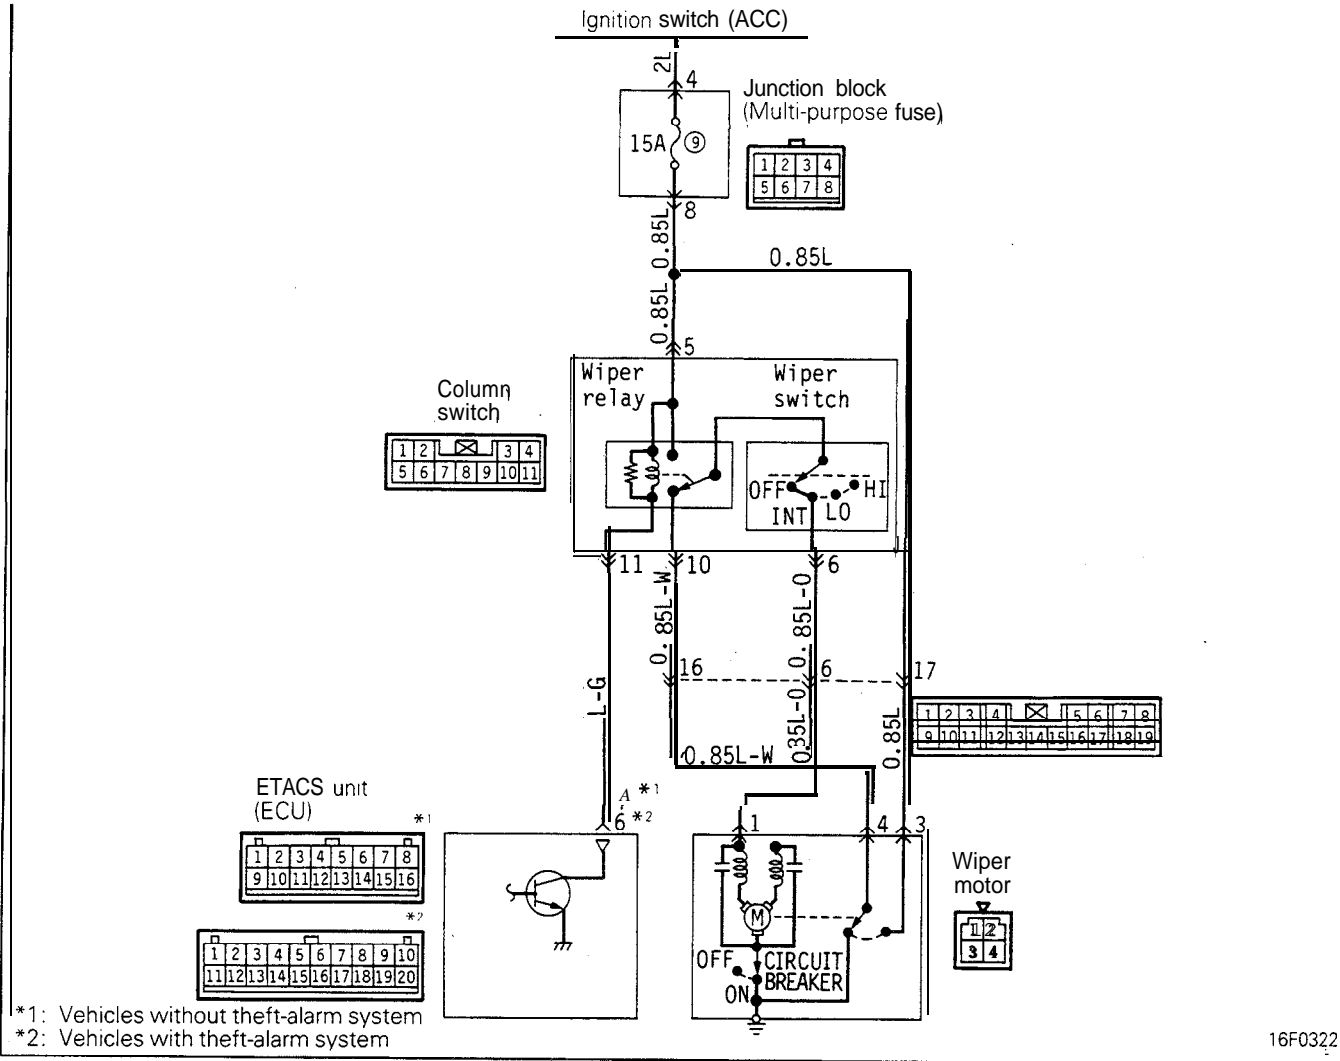 Ignition switch (ACC)
2L
4
Junction block
(Multi-purpose fuse)
15A
9
1 2 3 4
5 6 7 8
8
0.85L
0.85L
0.85L
5
Wiper
relay
Wiper
switch
Column
switch
1 2 3 4
5 6 7 8 9 10 11
OFF
INT
LO
HI
11
10
6
0.85L-W
0.85L-O
16
6
17
L-G
0.85L-W
0.85L
1 2 3 4 5 6 7 8
9 10 11 12 13 14 15 16 17 18 19
ETACS unit
(ECU)
*1
A *1
6 *2
1
4
3
1 2 3 4 5 6 7 8
9 10 11 12 13 14 15 16
*2
1 2 3 4 5 6 7 8 9 10
11 12 13 14 15 16 17 18 19 20
M
Wiper
motor
1 2
3 4
OFF
ON
CIRCUIT
BREAKER
*1: Vehicles without theft-alarm system
*2: Vehicles with theft-alarm system
16F0322